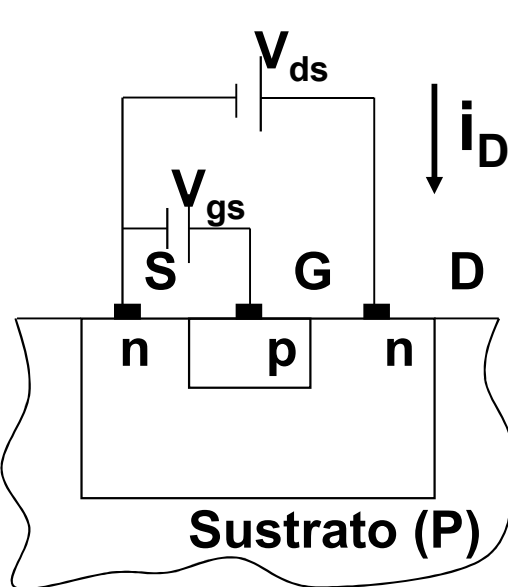 Vds
iD
Vgs
S G D
n p n
Sustrato (P)